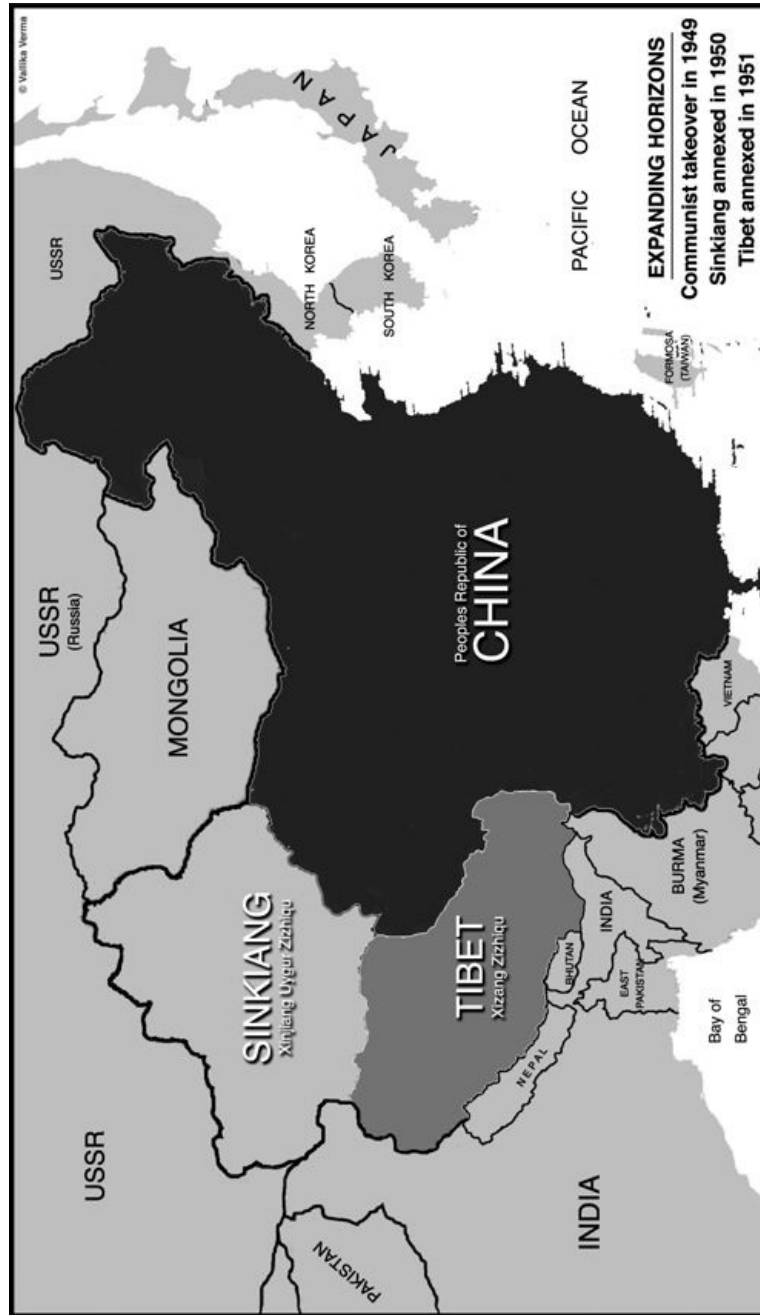 © Vallika Verma
USSR
JAPAN
USSR
(Russia)
MONGOLIA
NORTH KOREA
SOUTH KOREA
PACIFIC OCEAN
SINKIANG
Xinjiang Uygur Zizhiqu
Peoples Republic of
CHINA
TIBET
Xizang Zizhiqu
USSR
PAKISTAN
NEPAL
BHUTAN
INDIA
EAST
PAKISTAN
BURMA
(Myanmar)
VIETNAM
FORMOSA
(TAIWAN)
INDIA
Bay of
Bengal
EXPANDING HORIZONS
Communist takeover in 1949
Sinkiang annexed in 1950
Tibet annexed in 1951